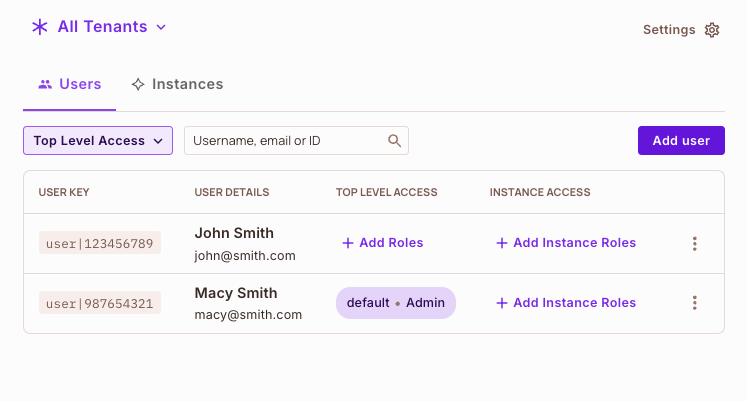 All Tenants
Settings
Users
Instances
Top Level Access
Username, email or ID
Add user
USER KEY
USER DETAILS
TOP LEVEL ACCESS
INSTANCE ACCESS
user|123456789
John Smith
john@smith.com
+ Add Roles
+ Add Instance Roles
user|987654321
Macy Smith
macy@smith.com
default • Admin
+ Add Instance Roles